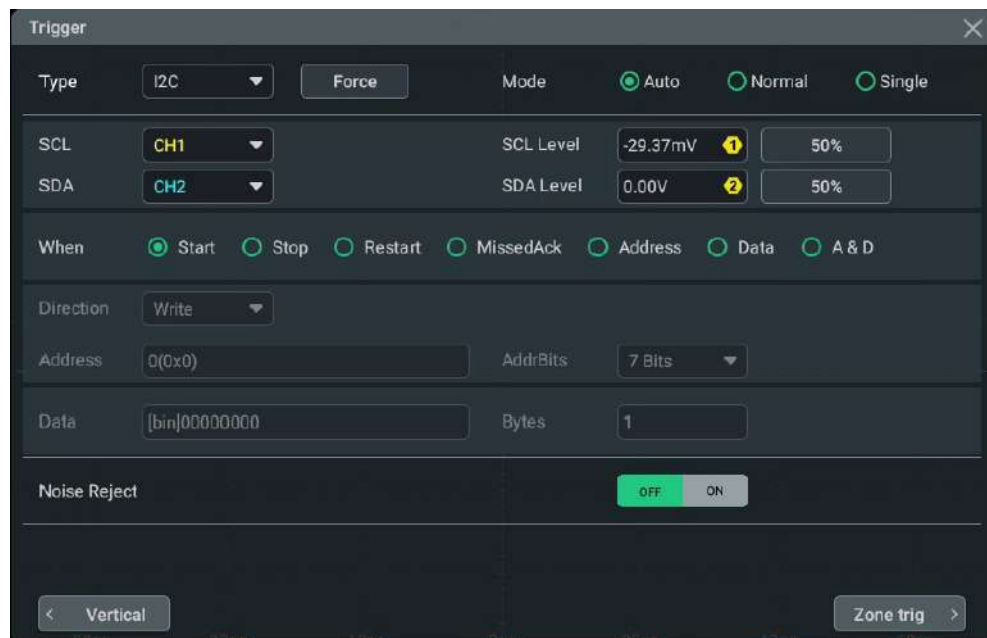 Trigger
Type I2C Force Mode Auto Normal Single
SCL CH1 SCL Level -29.37mV 1 50%
SDA CH2 SDA Level 0.00V 2 50%
When Start Stop Restart MissedAck Address Data A & D
Direction Write
Address 0(0x0) AddrBits 7 Bits
Data [bin]00000000 Bytes 1
Noise Reject OFF ON
< Vertical Zone trig >